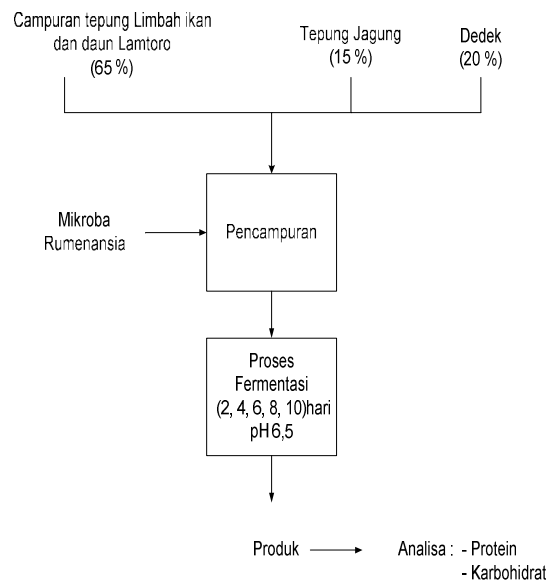 Campuran tepung Limbah ikan
dan daun Lamtoro
(65 %)
Tepung Jagung
(15 %)
Dedek
(20 %)
Mikroba
Rumenansia
Pencampuran
Proses
Fermentasi
(2, 4, 6, 8, 10)hari
pH 6,5
Produk
Analisa : - Protein
- Karbohidrat